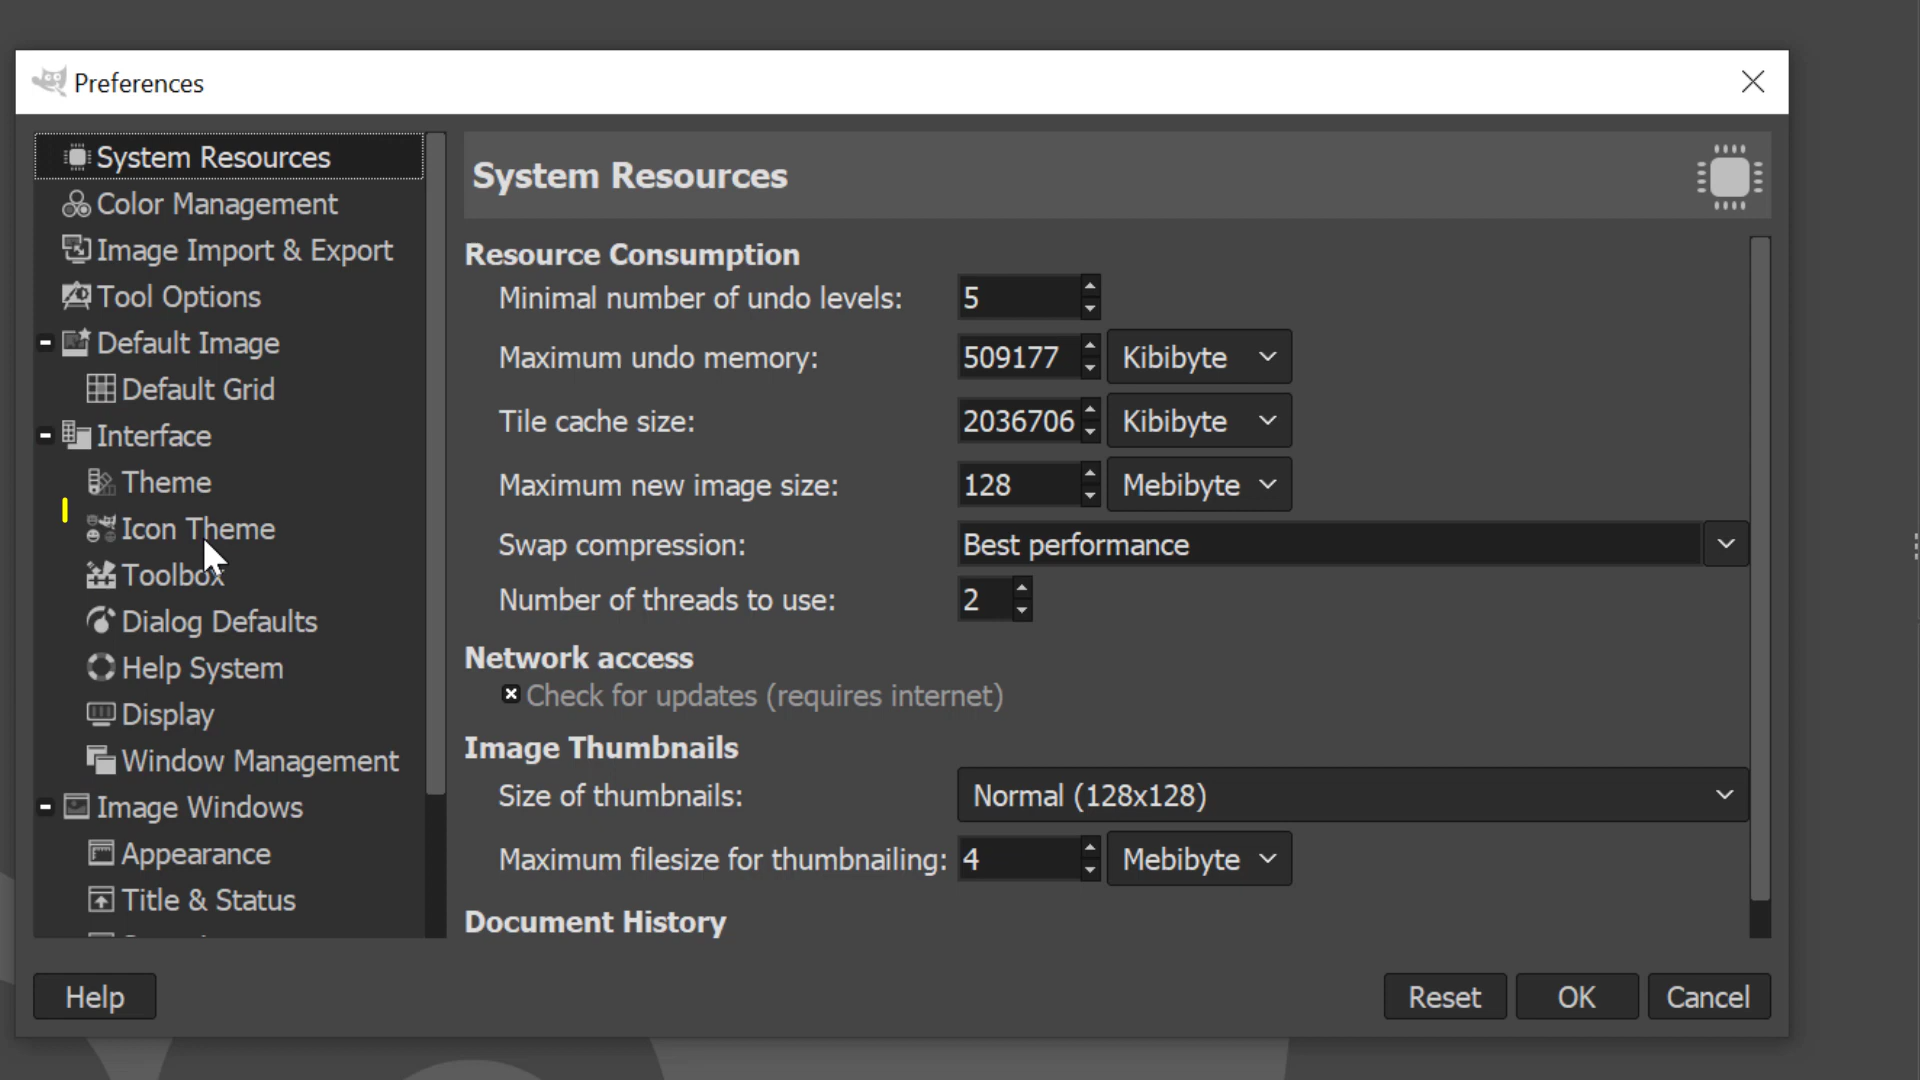 Preferences
System Resources
Color Management
Image Import & Export
Tool Options
Default Image
Default Grid
Interface
Theme
Icon Theme
Toolbox
Dialog Defaults
Help System
Display
Window Management
Image Windows
Appearance
Title & Status
System Resources
Resource Consumption
Minimal number of undo levels: 5
Maximum undo memory: 509177 Kibibyte
Tile cache size: 2036706 Kibibyte
Maximum new image size: 128 Mebibyte
Swap compression: Best performance
Number of threads to use: 2
Network access
Check for updates (requires internet)
Image Thumbnails
Size of thumbnails: Normal (128x128)
Maximum filesize for thumbnailing: 4 Mebibyte
Document History
Help Reset OK Cancel